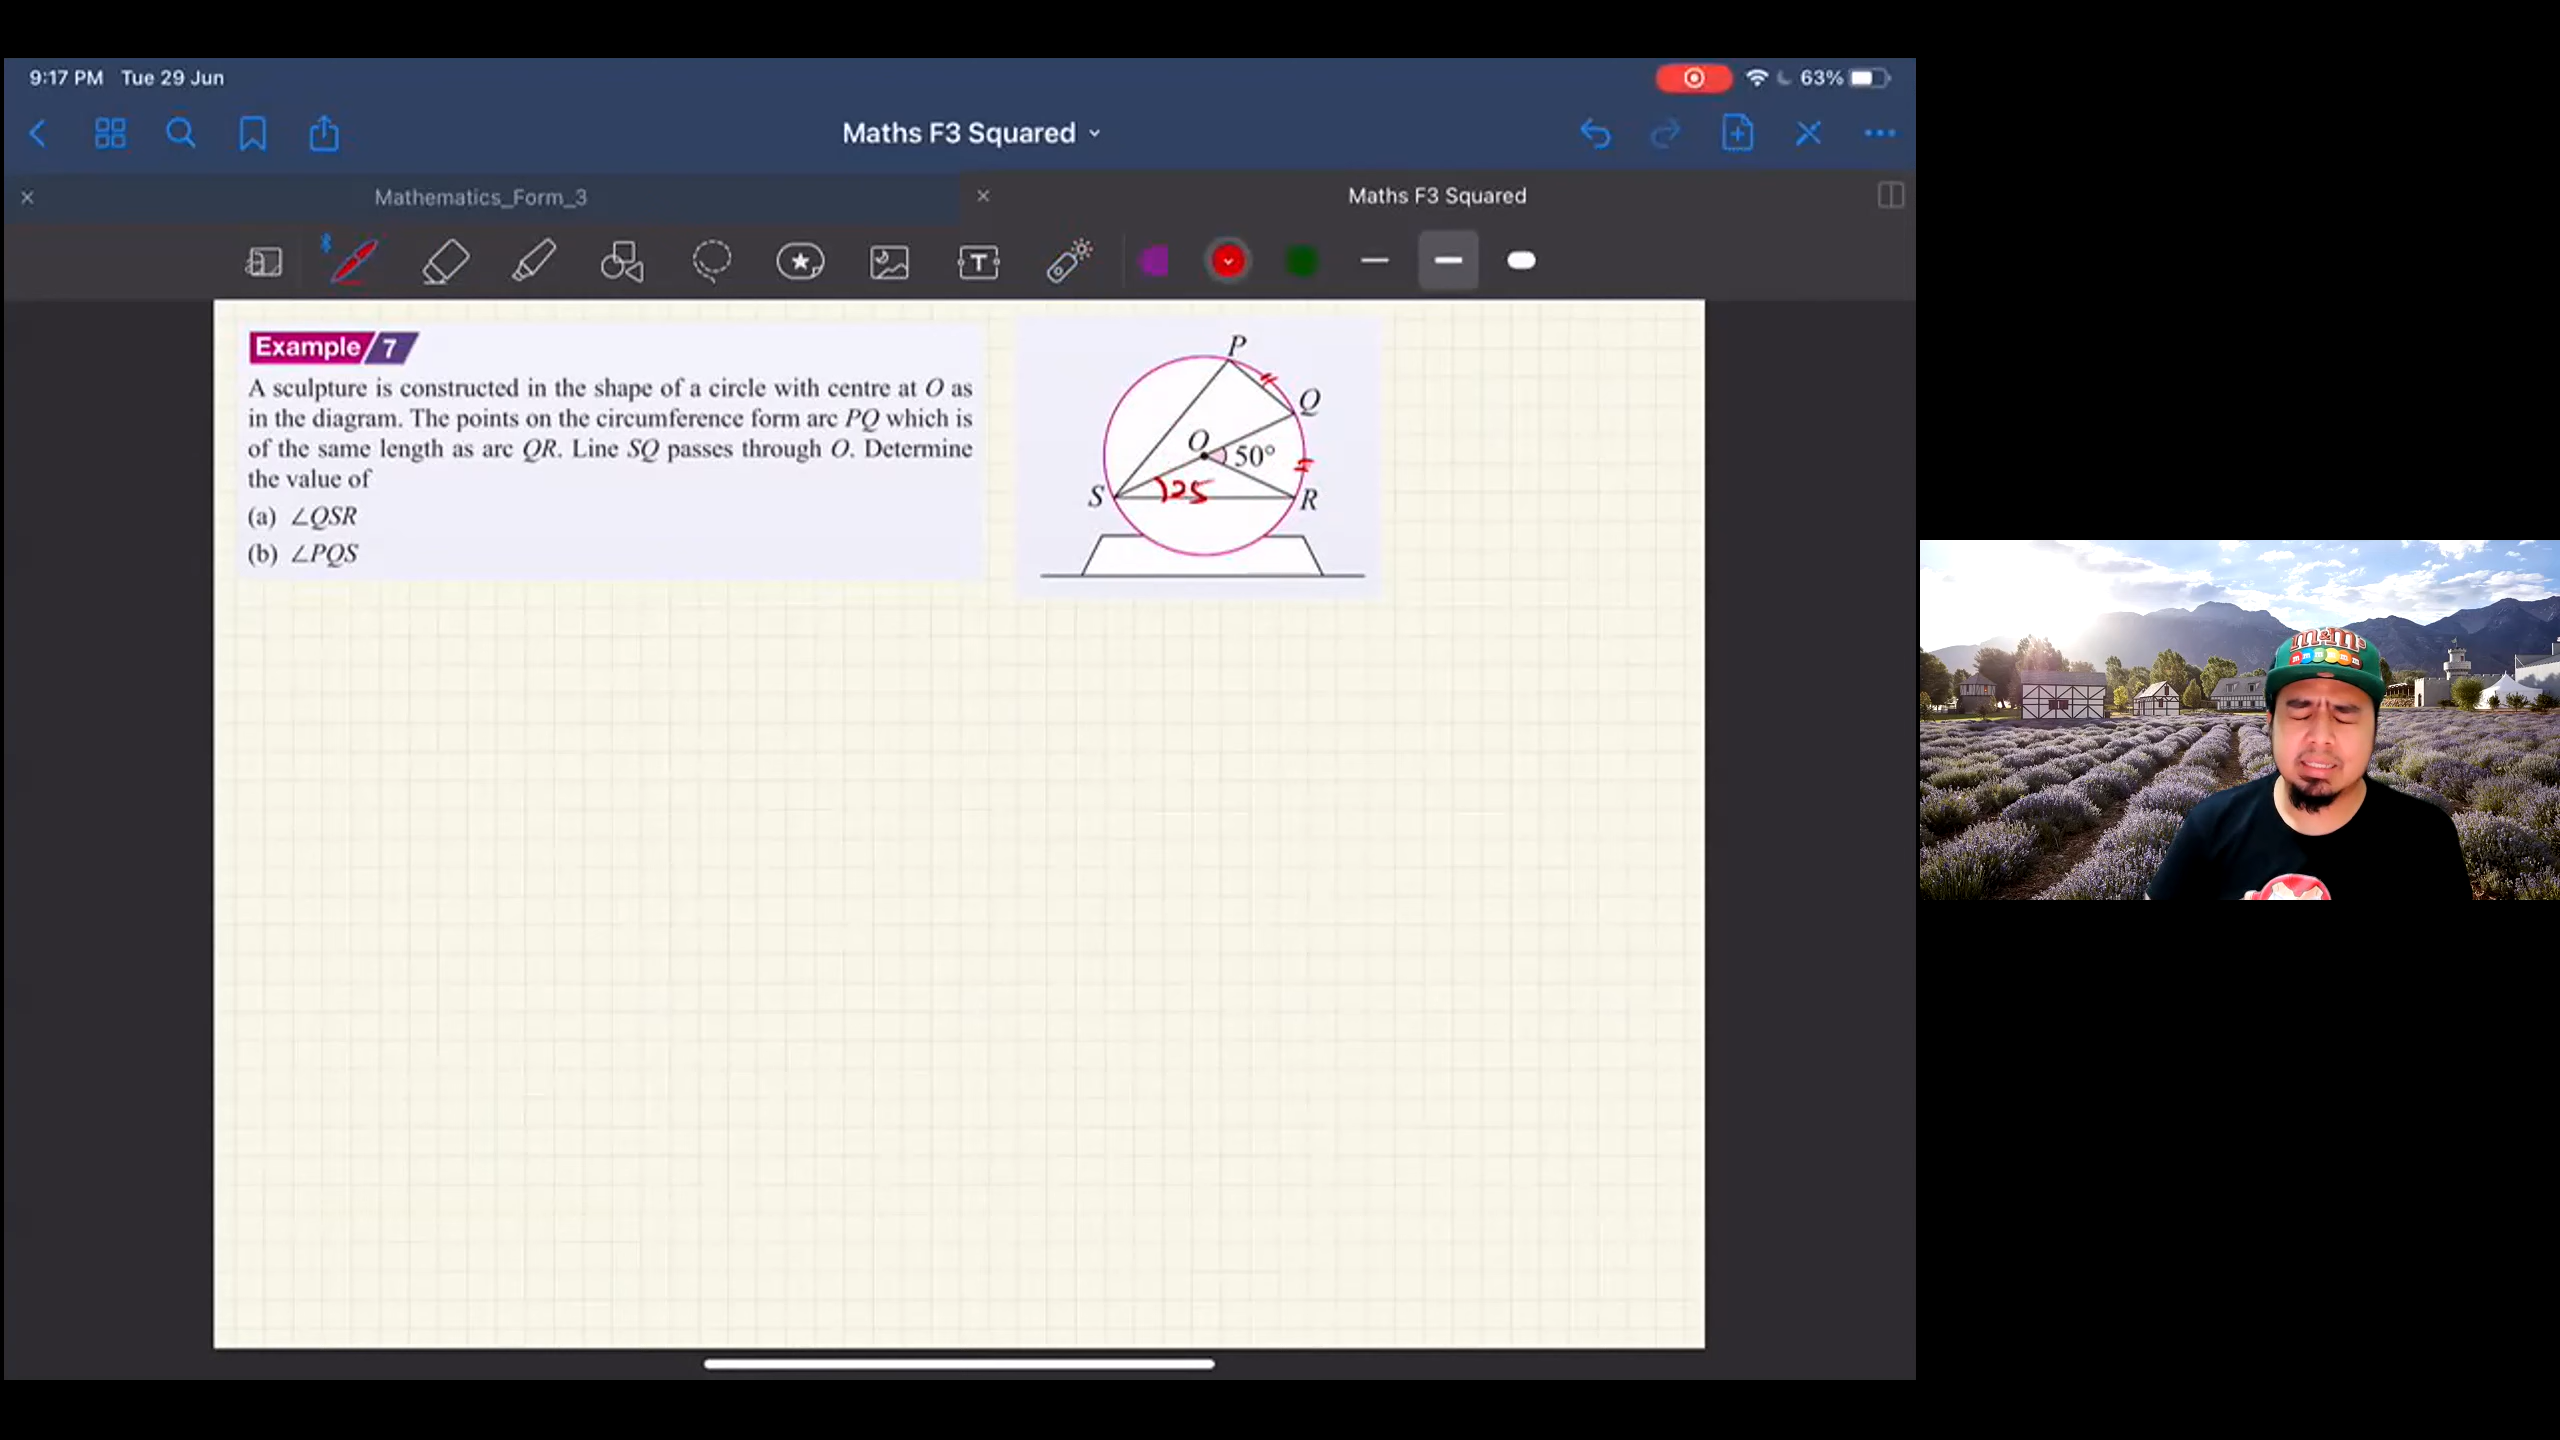 9:17 PM Tue 29 Jun
63%
Maths F3 Squared
Mathematics_Form_3
Maths F3 Squared
T
Example 7
A sculpture is constructed in the shape of a circle with centre at O as
in the diagram. The points on the circumference form arc PQ which is
of the same length as arc QR. Line SQ passes through O. Determine
the value of
(a) ∠QSR
(b) ∠PQS
P
Q
O
50°
S
25
R
m&m's
m m m m m